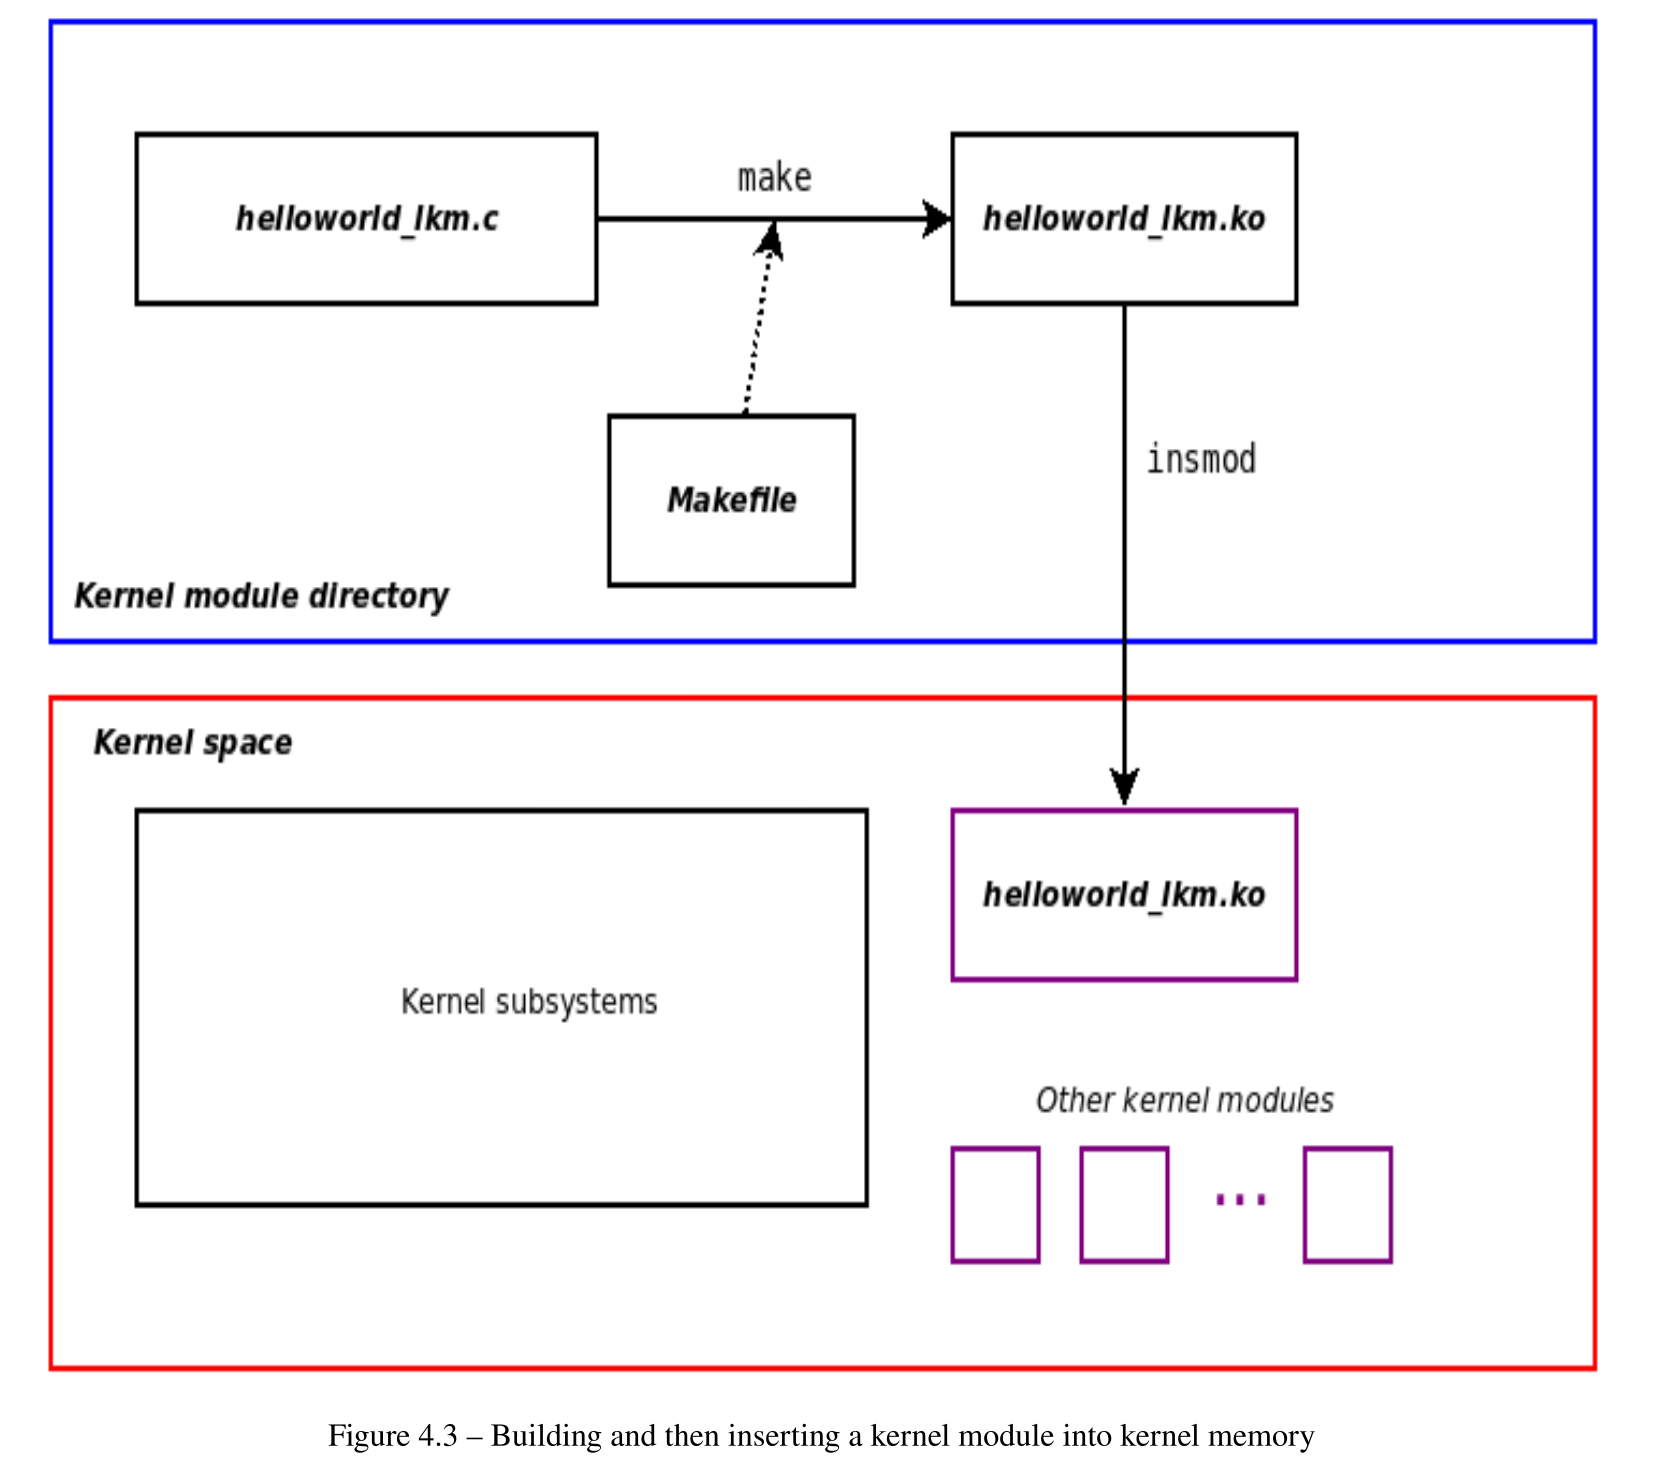 make
helloworld_lkm.c
helloworld_lkm.ko
insmod
Makefile
Kernel module directory
Kernel space
helloworld_lkm.ko
Kernel subsystems
Other kernel modules
...
Figure 4.3 – Building and then inserting a kernel module into kernel memory